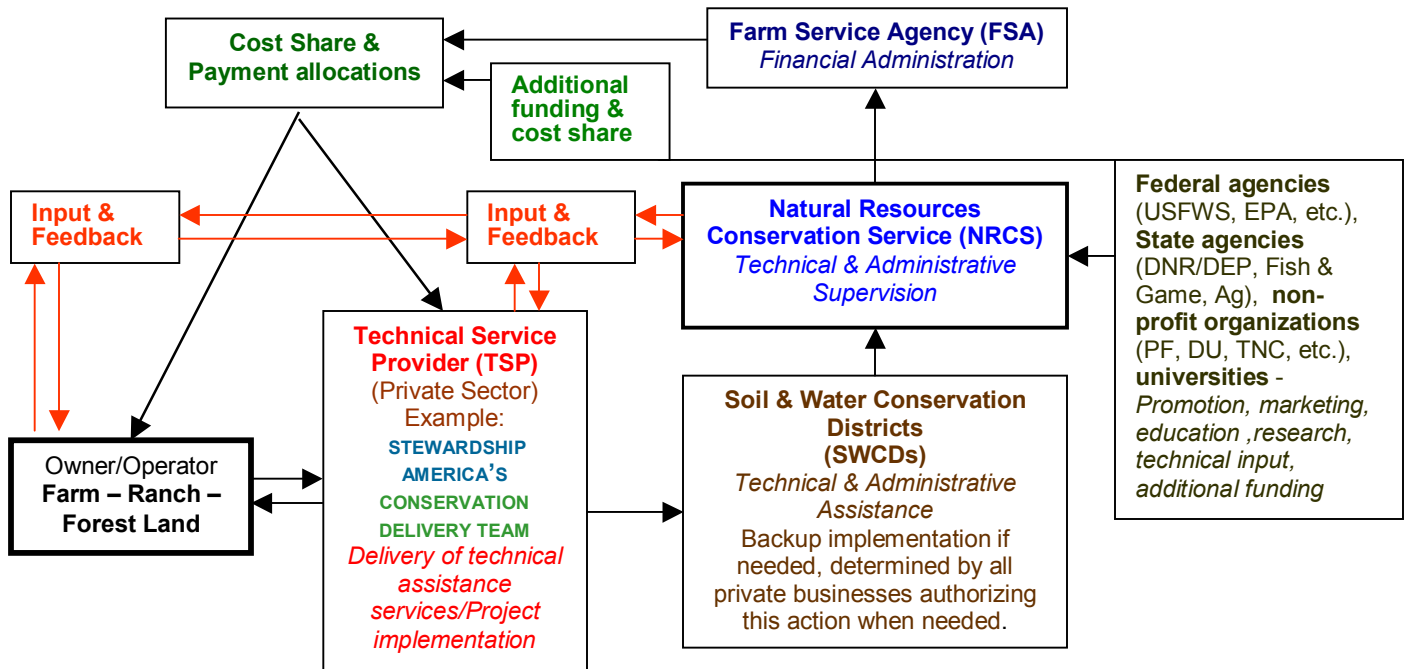 Cost Share &
Payment allocations
Farm Service Agency (FSA)
Financial Administration
Additional
funding &
cost share
Input &
Feedback
Input &
Feedback
Natural Resources
Conservation Service (NRCS)
Technical & Administrative
Supervision
Federal agencies
(USFWS, EPA, etc.),
State agencies
(DNR/DEP, Fish &
Game, Ag), non-
profit organizations
(PF, DU, TNC, etc.),
universities -
Promotion, marketing,
education ,research,
technical input,
additional funding
Owner/Operator
Farm – Ranch –
Forest Land
Technical Service
Provider (TSP)
(Private Sector)
Example:
STEWARDSHIP
AMERICA'S
CONSERVATION
DELIVERY TEAM
Delivery of technical
assistance
services/Project
implementation
Soil & Water Conservation
Districts
(SWCDs)
Technical & Administrative
Assistance
Backup implementation if
needed, determined by all
private businesses authorizing
this action when needed.